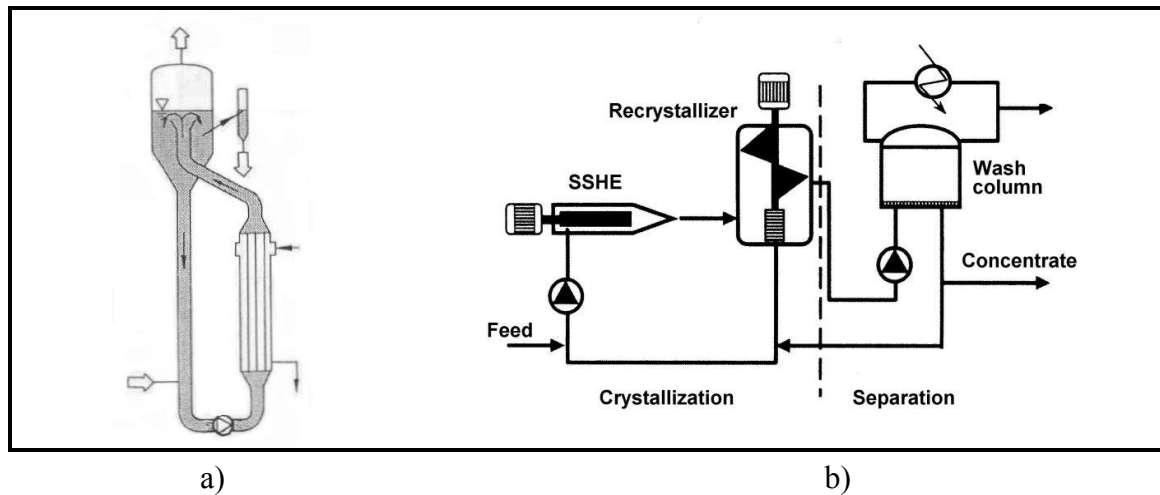 Recrystallizer
SSHE
Wash
column
Concentrate
Feed
Crystallization
Separation
a)
b)